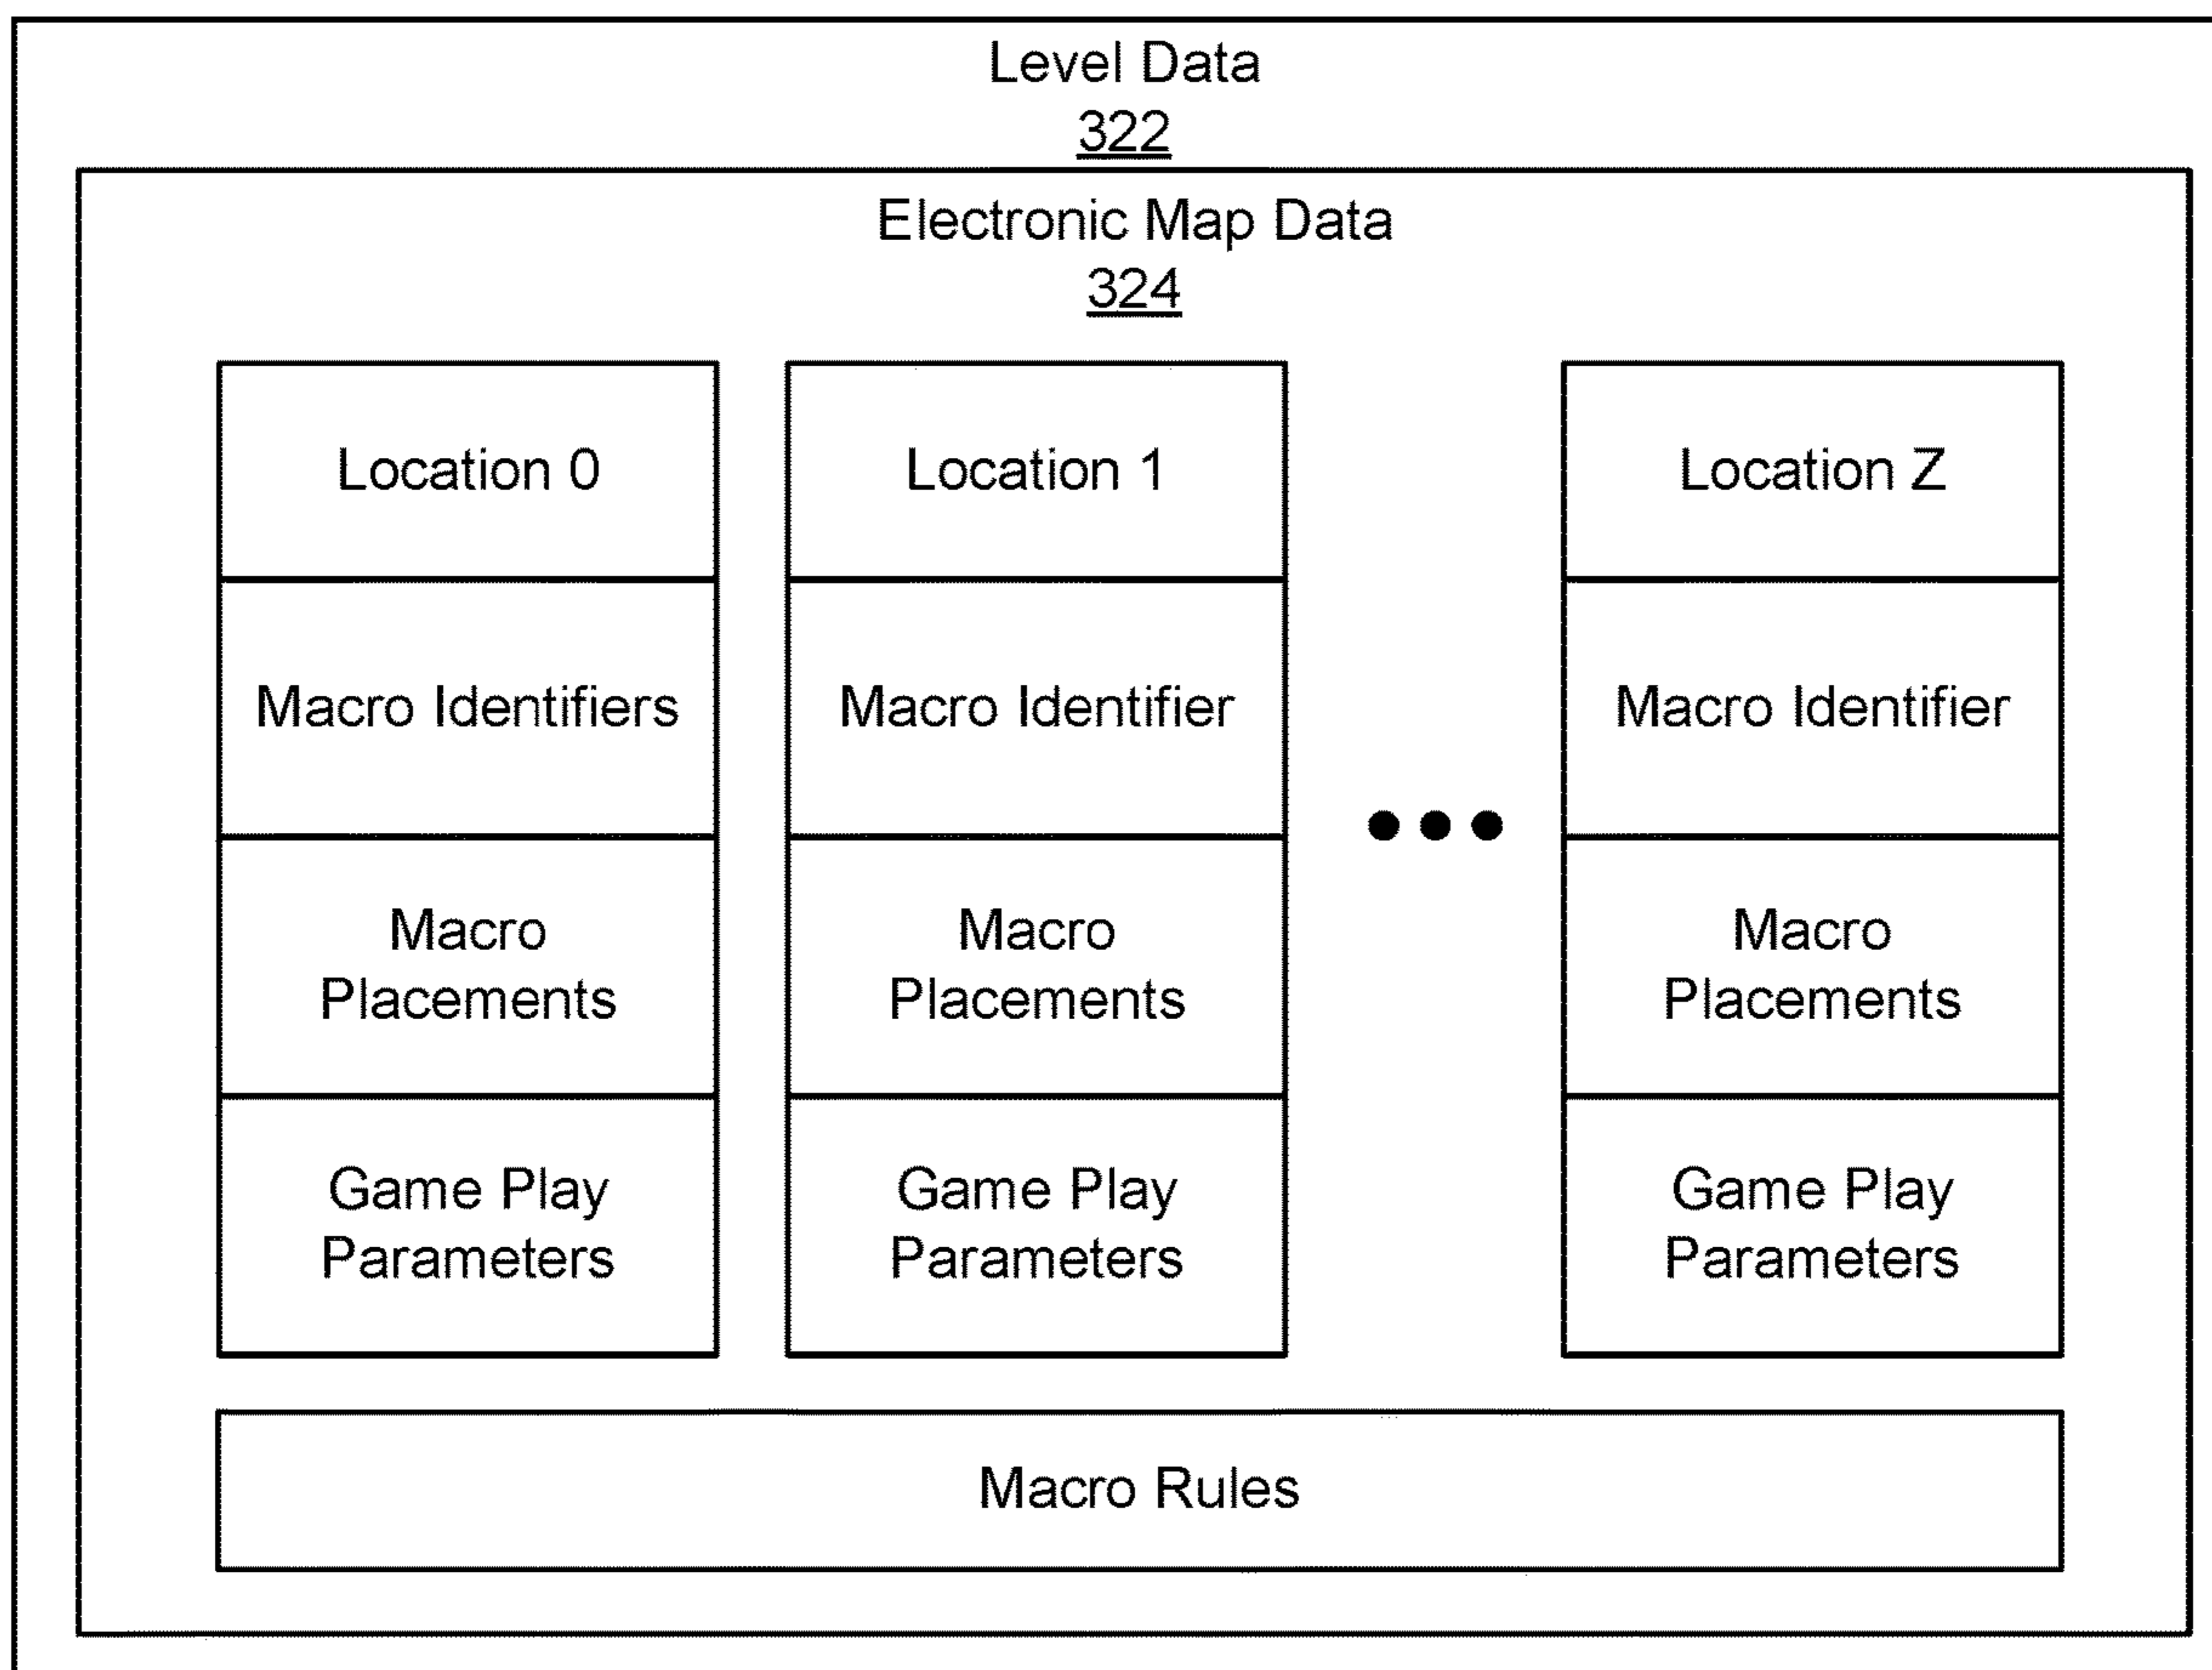 Level Data
322
Electronic Map Data
324
Location 0
Macro Identifiers
Macro
Placements
Game Play
Parameters
Location 1
Macro Identifier
Macro
Placements
Game Play
Parameters
Location Z
Macro Identifier
Macro
Placements
Game Play
Parameters
Macro Rules